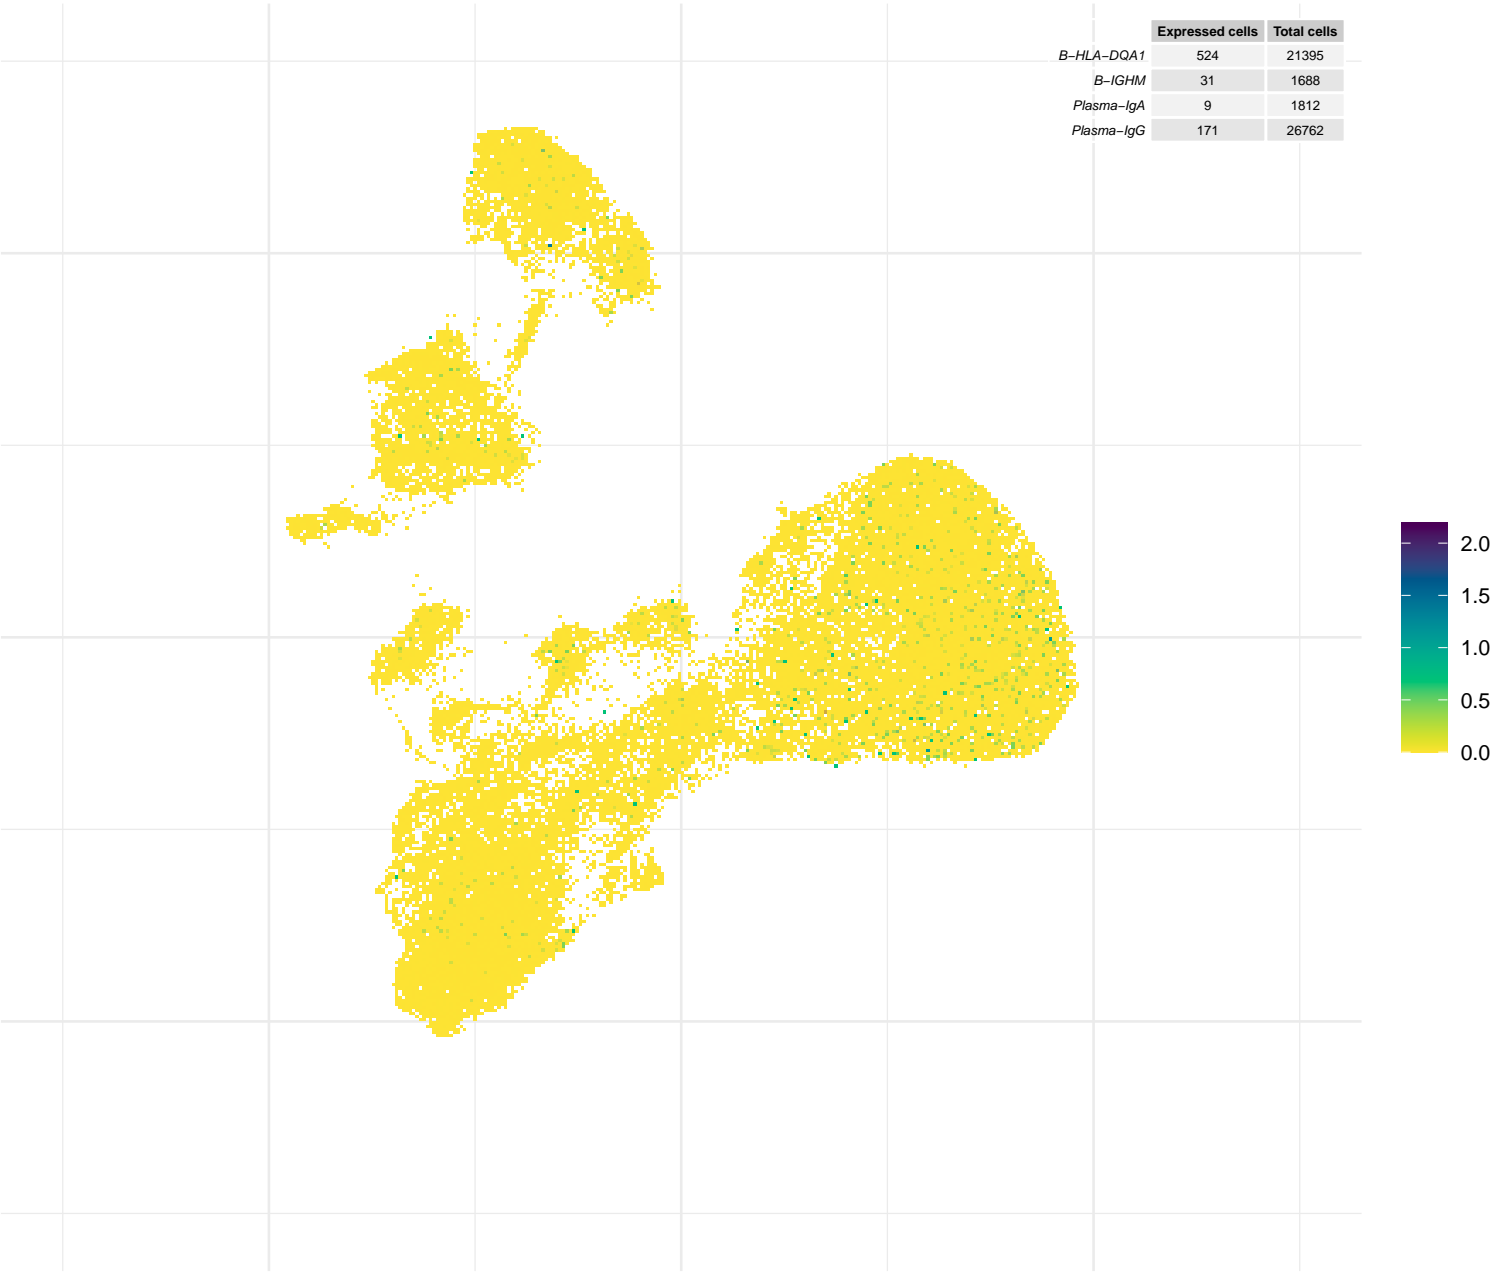 Expressed cells Total cells
B−HLA−DQA1 524 21395
B−IGHM 31 1688
Plasma−IgA 9 1812
Plasma−IgG 171 26762
2.0
1.5
1.0
0.5
0.0